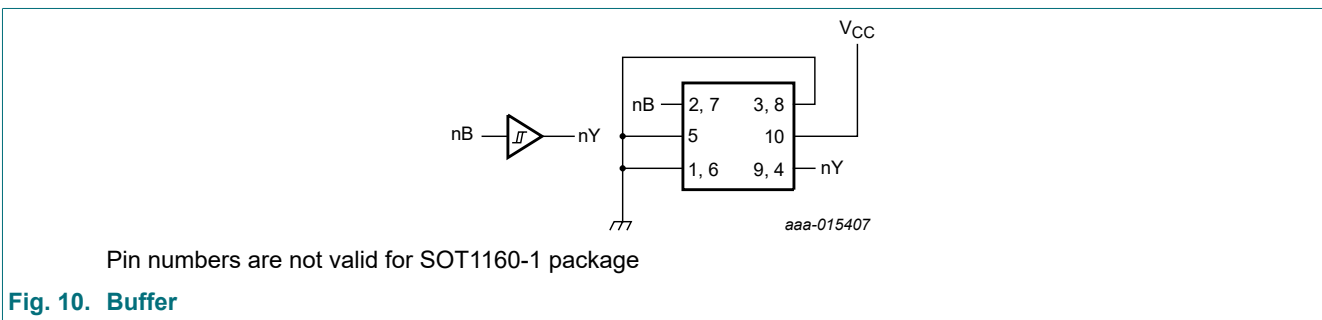 VCC
nB
nY
nB
2, 7
3, 8
5
10
1, 6
9, 4
nY
aaa-015407
Pin numbers are not valid for SOT1160-1 package
Fig. 10. Buffer